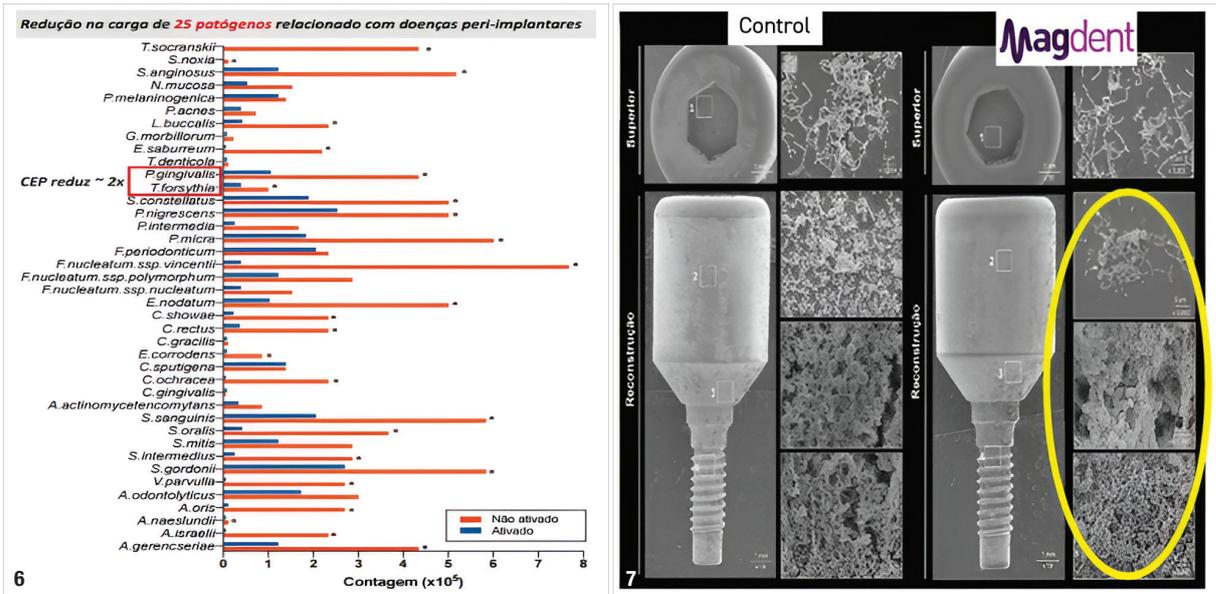 Redução na carga de 25 patógenos relacionado com doenças peri-implantares
T.socranskii
S.noxia
S.anginosus
N.mucosa
P.melaninogenica
P.acnes
L.buccalis
G.morbillorum
E.saburreum
T.denticola
P.gingivalis
CEP reduz ~ 2x
T.forsythia
S.constellatus
P.nigrescens
P.intermedia
P.micra
F.periodonticum
F.nucleatum.ssp.vincentii
F.nucleatum.ssp.polymorphum
F.nucleatum.ssp.nucleatum
E.nodatum
C.showae
C.rectus
C.gracilis
E.corrodens
C.sputigena
C.ochracea
C.gingivalis
A.actinomycetencomytans
S.sanguinis
S.oralis
S.mitis
S.intermedius
S.gordonii
V.parvulla
A.odontolyticus
A.oris
A.naeslundii
A.israelii
A.gerencseriae
Não ativado
Ativado
0 1 2 3 4 5 6 7 8
Contagem (x10⁵)
6
Control
Magdent
Superior
Superior
Reconstrução
Reconstrução
7